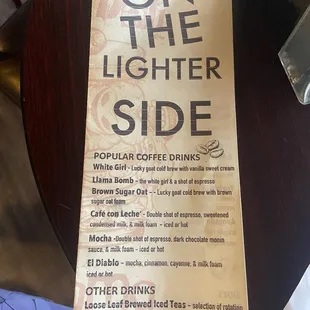 ON
THE
LIGHTER
SIDE
POPULAR COFFEE DRINKS
White Girl - Lucky goat cold brew with vanilla sweet cream
Llama Bomb - the white girl & a shot of espresso
Brown Sugar Oat - - Lucky goat cold brew with brown
sugar oat foam
Café con Leche' - Double shot of espresso, sweetened
condensed milk, & milk foam - iced or hot
Mocha -Double shot of espresso, dark chocolate monin
sauce, & milk foam - iced or hot
El Diablo - mocha, cinnamon, cayenne, & milk foam
iced or hot
OTHER DRINKS
Loose Leaf Brewed Iced Teas - selection of rotation